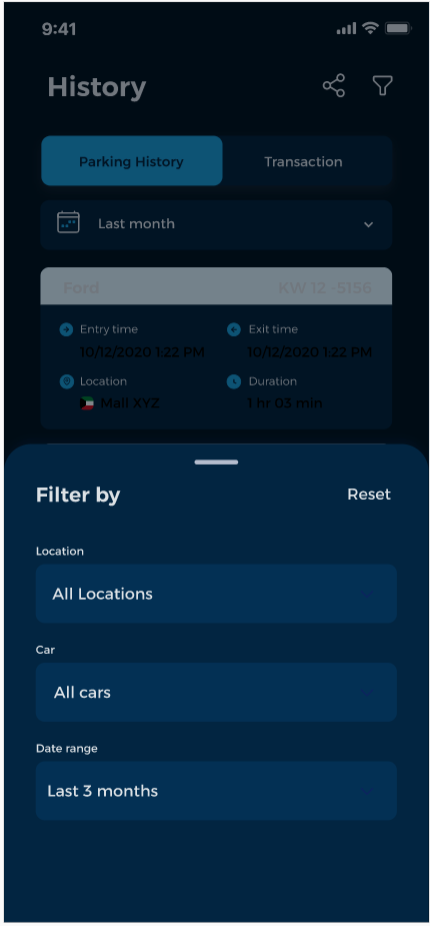 9:41
History
Parking History Transaction
Last month
Ford KW 12 -5156
Entry time Exit time
10/12/2020 1:22 PM 10/12/2020 1:22 PM
Location Duration
Mall XYZ 1 hr 03 min
Filter by Reset
Location
All Locations
Car
All cars
Date range
Last 3 months